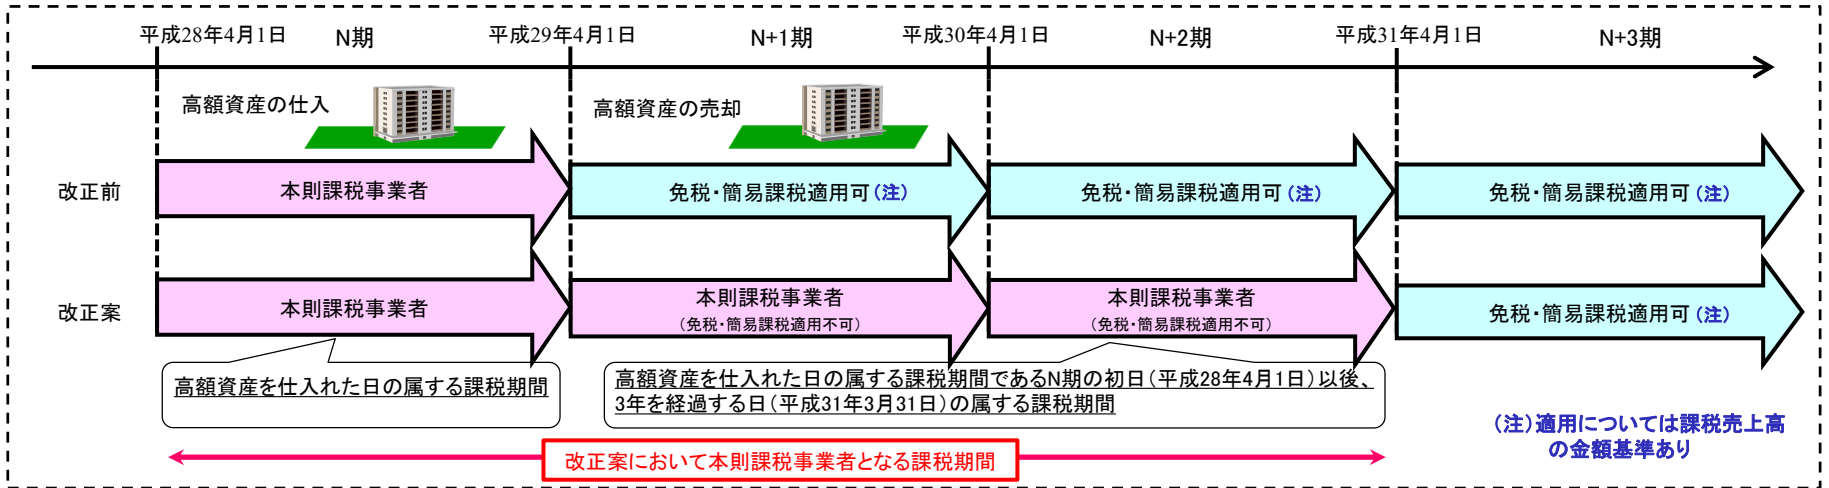 平成28年4月1日 N期 平成29年4月1日 N+1期 平成30年4月1日 N+2期 平成31年4月1日 N+3期
高額資産の仕入 高額資産の売却
改正前 本則課税事業者 免税・簡易課税適用可(注) 免税・簡易課税適用可(注) 免税・簡易課税適用可(注)
改正案 本則課税事業者 本則課税事業者 本則課税事業者 免税・簡易課税適用可(注)
(免税・簡易課税適用不可) (免税・簡易課税適用不可)
高額資産を仕入れた日の属する課税期間
高額資産を仕入れた日の属する課税期間であるN期の初日(平成28年4月1日)以後、
3年を経過する日(平成31年3月31日)の属する課税期間
(注)適用については課税売上高
の金額基準あり
改正案において本則課税事業者となる課税期間